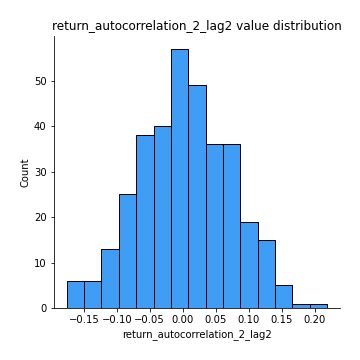 return_autocorrelation_2_lag2 value distribution
50
40
30
20
10
0
Count
−0.15 −0.10 −0.05 0.00 0.05 0.10 0.15 0.20
return_autocorrelation_2_lag2